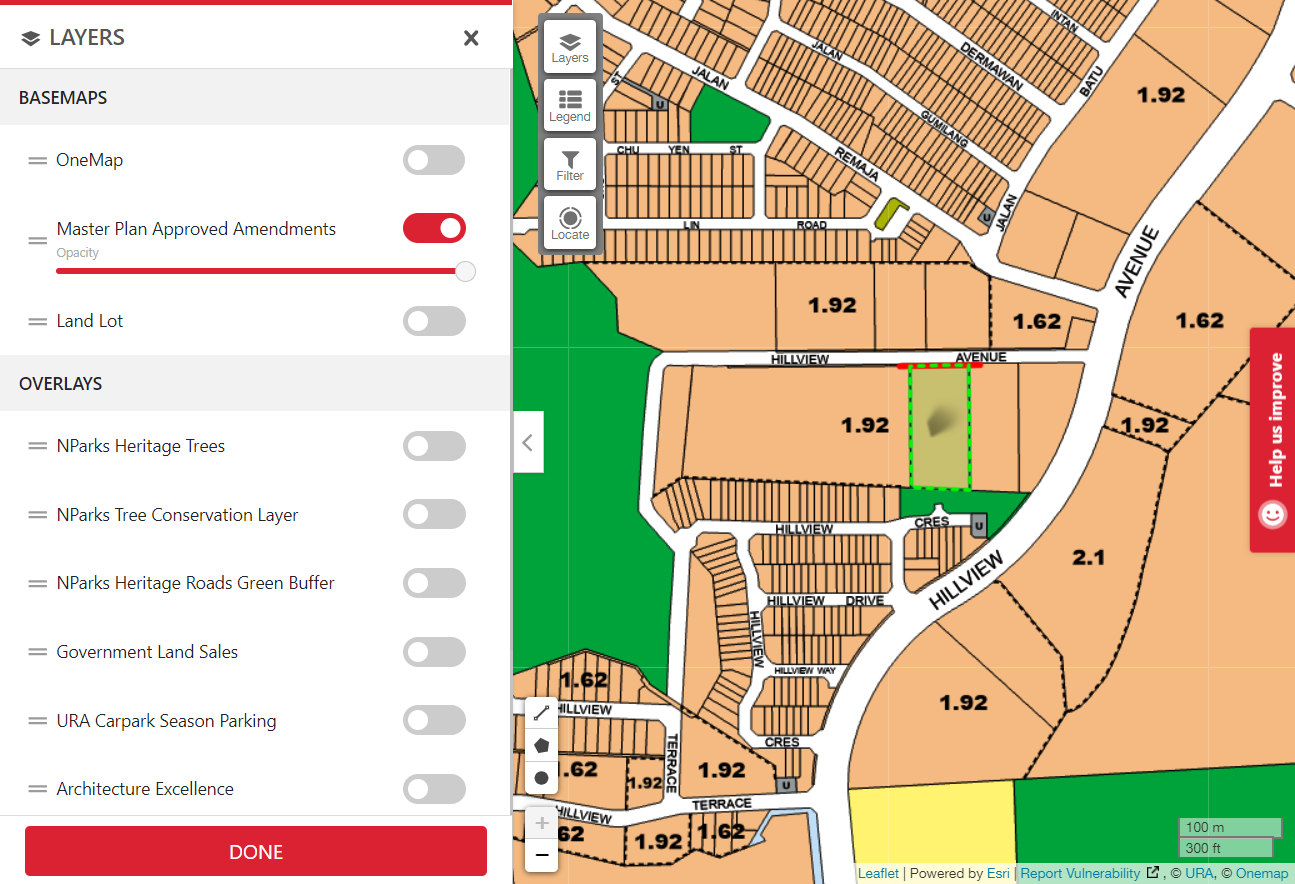 LAYERS
BASEMAPS
OneMap
Master Plan Approved Amendments
Opacity
Land Lot
OVERLAYS
NParks Heritage Trees
NParks Tree Conservation Layer
NParks Heritage Roads Green Buffer
Government Land Sales
URA Carpark Season Parking
Architecture Excellence
DONE
Layers
Legend
Filter
Locate
INTAN
JALAN
DERMAWAN
BATU
1.92
ST
JALAN
U
GUMILANG
CHU YEN ST
REMAJA
LIN ROAD
U
JALAN
AVENUE
1.92
1.62
1.62
HILLVIEW AVENUE
1.92
1.92
Help us improve
HILLVIEW
CRES
U
2.1
HILLVIEW
HILLVIEW DRIVE
HILLVIEW
HILLVIEW WAY
1.62
1.92
HILLVIEW
CRES
TERRACE
.62
1.92
1.92
U
TERRACE
HILLVIEW
62
1.92
1.62
+
−
100 m
300 ft
Leaflet | Powered by Esri | Report Vulnerability , © URA, © Onemap